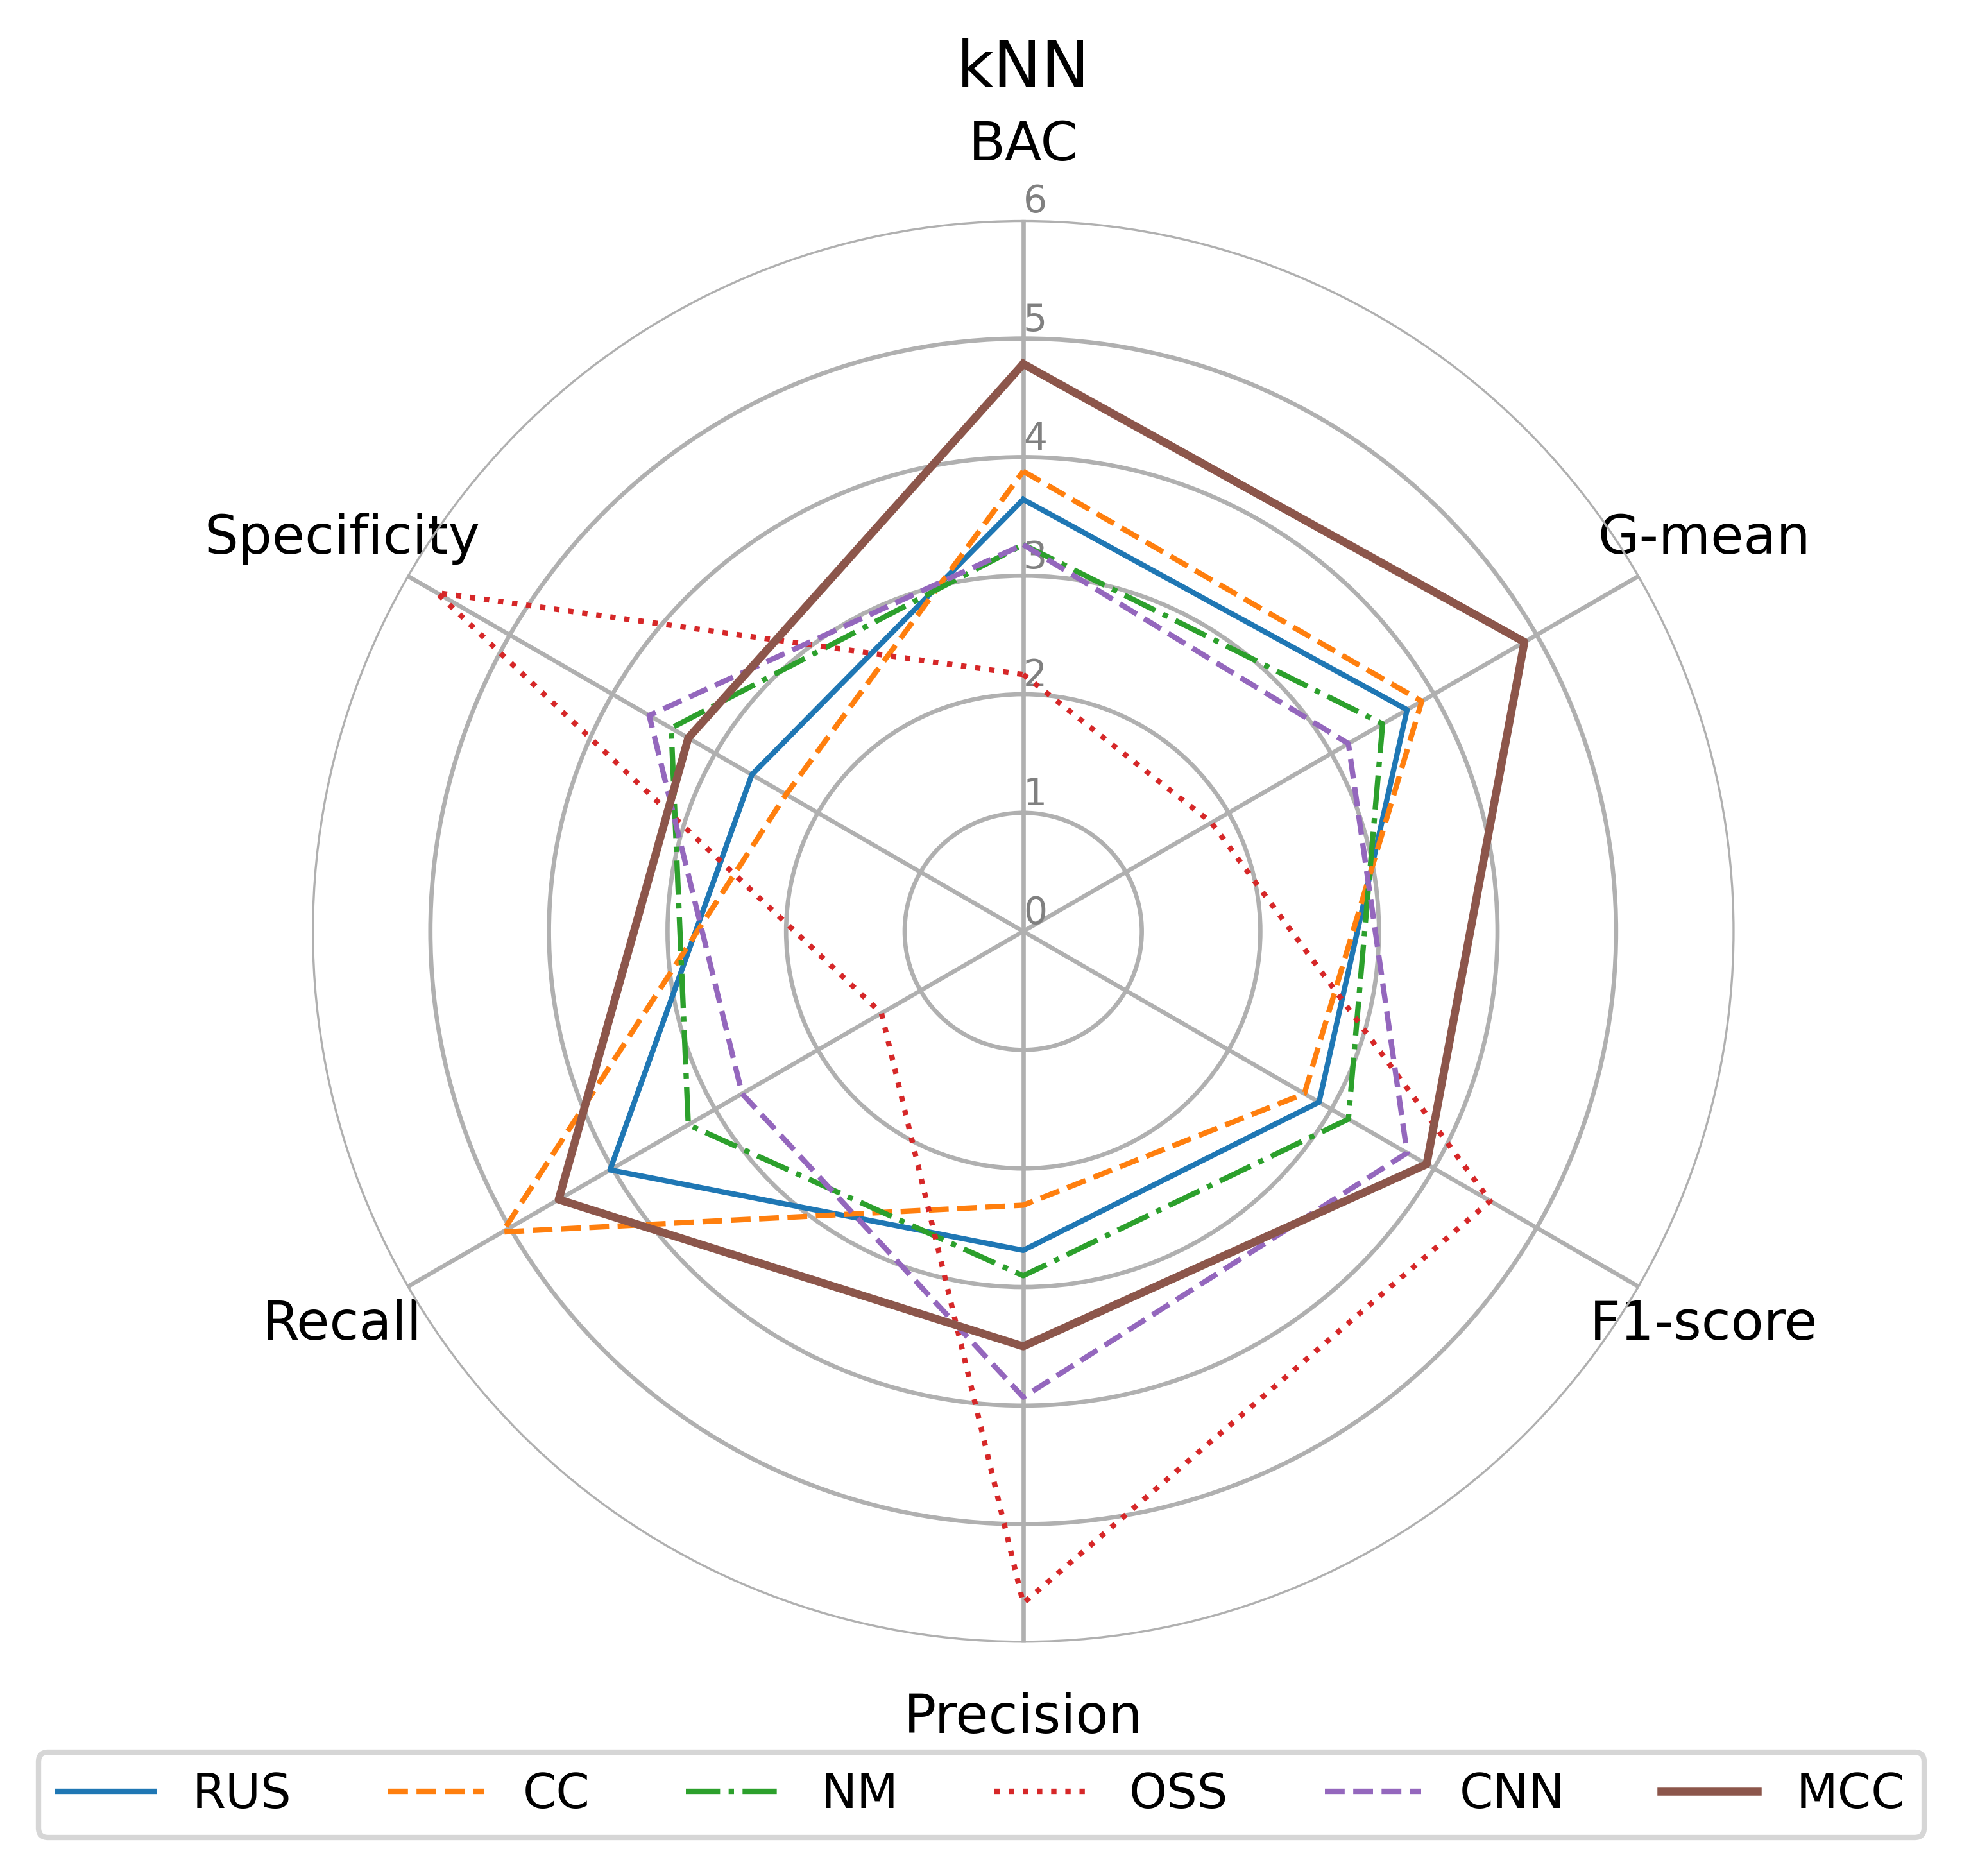 kNN
BAC
6
5
4
3
2
1
0
Specificity
G-mean
Recall
F1-score
Precision
RUS CC NM OSS CNN MCC